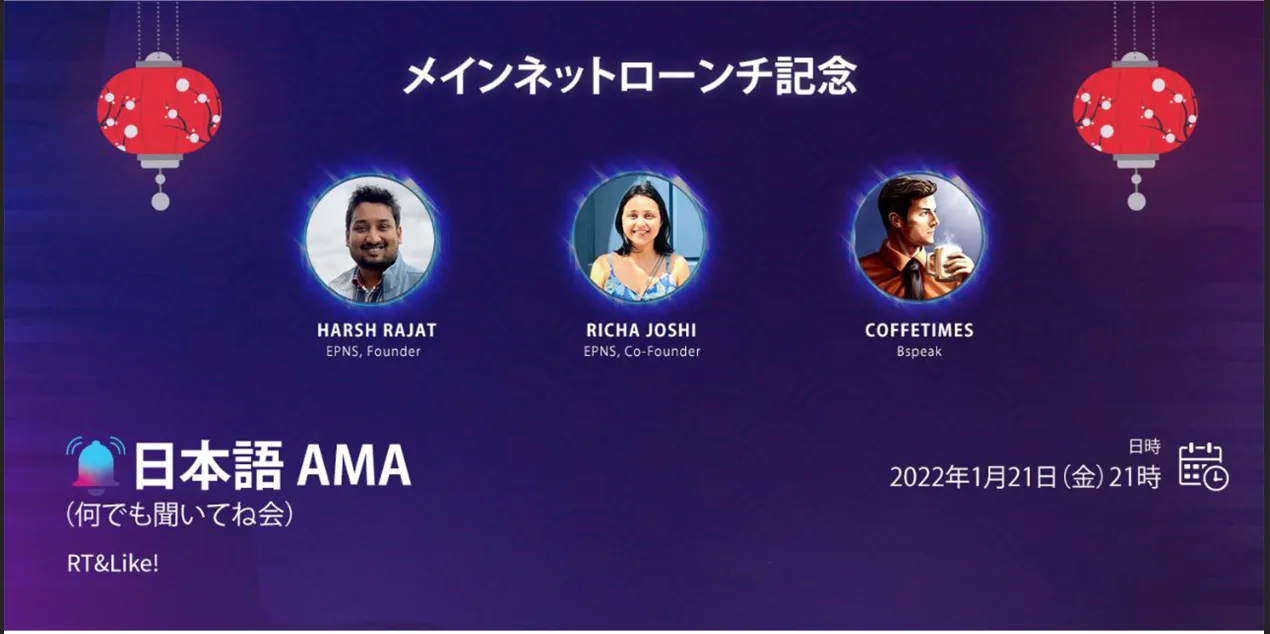 メインネットローンチ記念
HARSH RAJAT
EPNS, Founder
RICHA JOSHI
EPNS, Co-Founder
COFFETIMES
Bspeak
日本語 AMA
(何でも聞いてね会)
RT&Like!
日時
2022年1月21日(金)21時